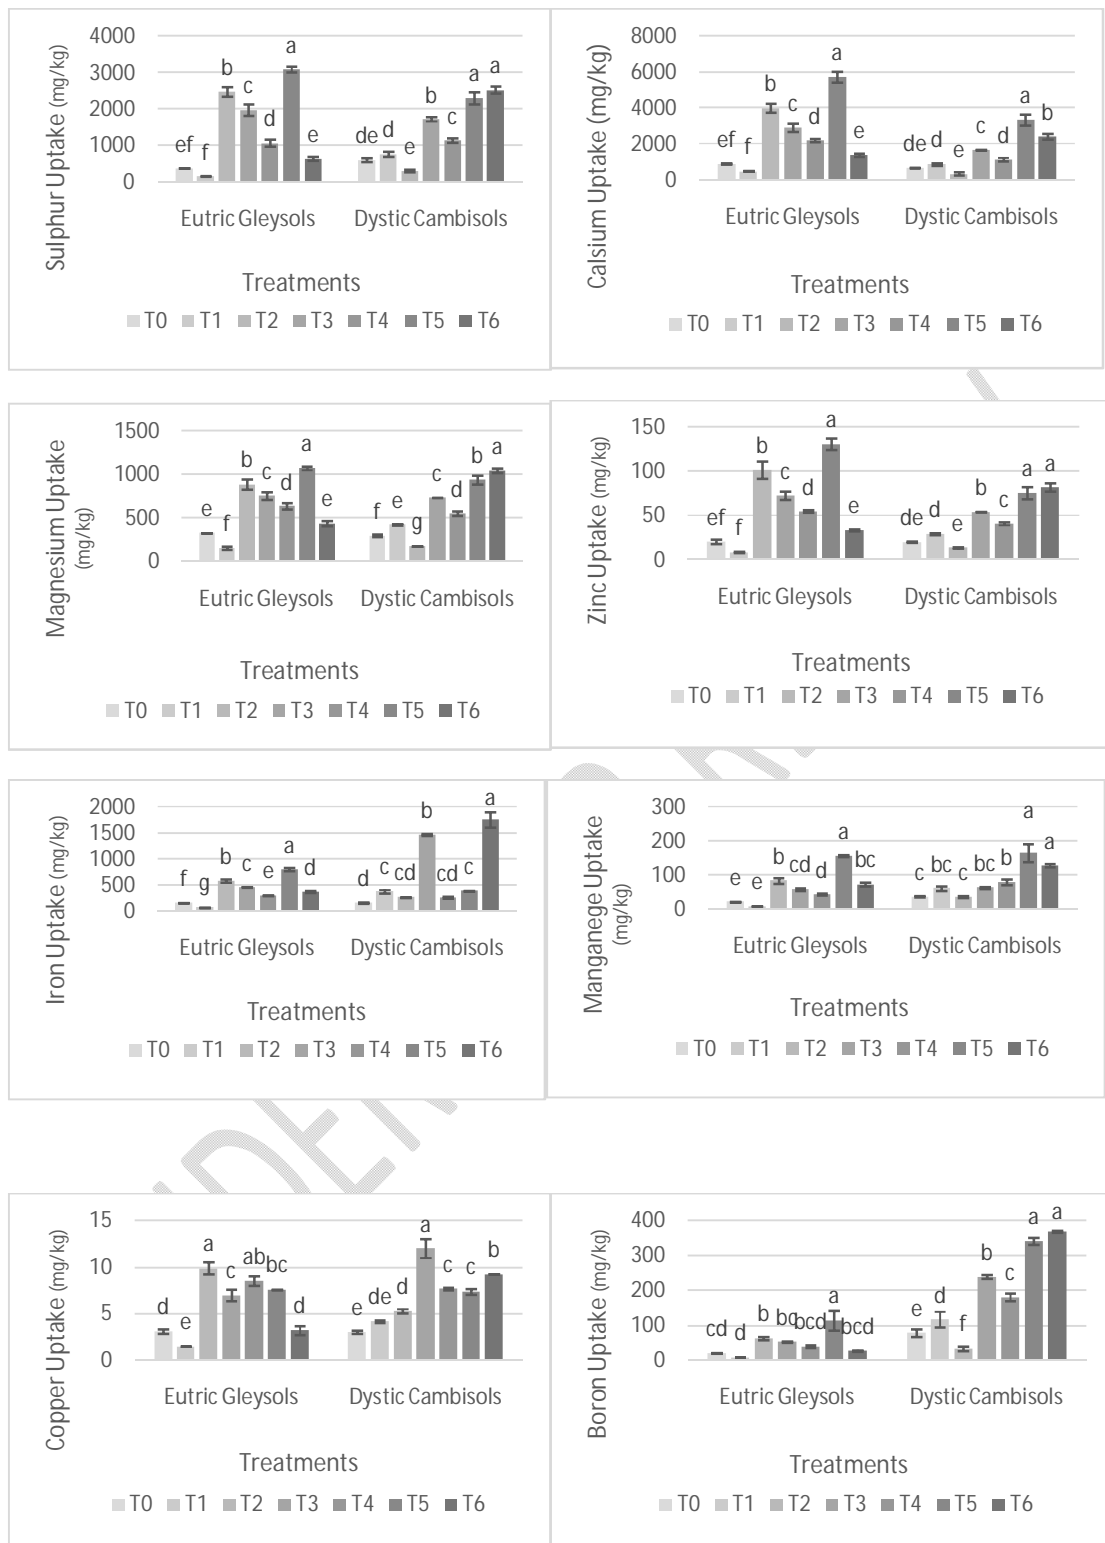 Sulphur Uptake (mg/kg)
4000
3000
2000
1000
0
ef f b c d a e
de d e b c a a
Eutric Gleysols Dystic Cambisols
Treatments
T0 T1 T2 T3 T4 T5 T6
Calsium Uptake (mg/kg)
8000
6000
4000
2000
0
ef f b c d a e
de d e c d a b
Eutric Gleysols Dystic Cambisols
Treatments
T0 T1 T2 T3 T4 T5 T6
Magnesium Uptake
(mg/kg)
1500
1000
500
0
e f b c d a e
f e g c d b a
Eutric Gleysols Dystic Cambisols
Treatments
T0 T1 T2 T3 T4 T5 T6
Zinc Uptake (mg/kg)
150
100
50
0
ef f b c d a e
de d e b c a a
Eutric Gleysols Dystic Cambisols
Treatments
T0 T1 T2 T3 T4 T5 T6
Iron Uptake (mg/kg)
2000
1500
1000
500
0
f g b c e a d
d c cd b cd c a
Eutric Gleysols Dystic Cambisols
Treatments
T0 T1 T2 T3 T4 T5 T6
Manganege Uptake
(mg/kg)
300
200
100
0
e e b cd d a bc
c bc c bc b a a
Eutric Gleysols Dystic Cambisols
Treatments
T0 T1 T2 T3 T4 T5 T6
Copper Uptake (mg/kg)
15
10
5
0
d e a c ab bc d
e de d a c c b
Eutric Gleysols Dystic Cambisols
Treatments
T0 T1 T2 T3 T4 T5 T6
Boron Uptake (mg/kg)
400
300
200
100
0
cd d b bc bcd a bcd
e d f b c a a
Eutric Gleysols Dystic Cambisols
Treatments
T0 T1 T2 T3 T4 T5 T6